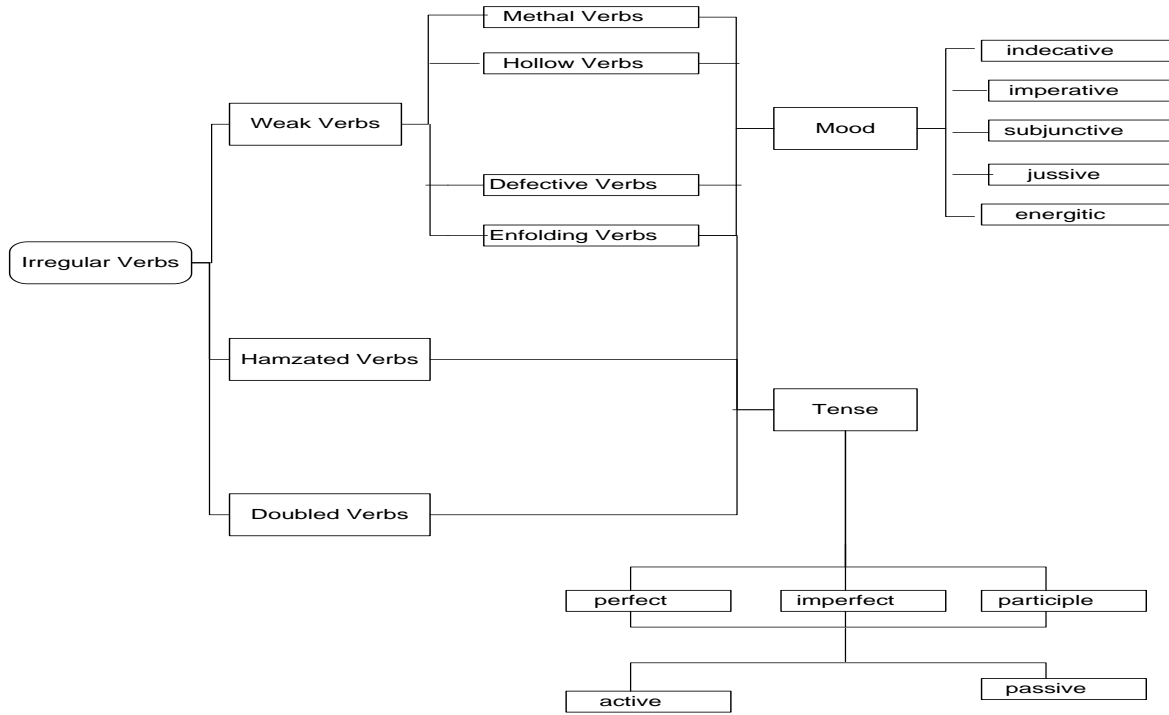 Irregular Verbs
Weak Verbs
Hamzated Verbs
Doubled Verbs
Methal Verbs
Hollow Verbs
Defective Verbs
Enfolding Verbs
Mood
indecative
imperative
subjunctive
jussive
energitic
Tense
perfect
imperfect
participle
active
passive